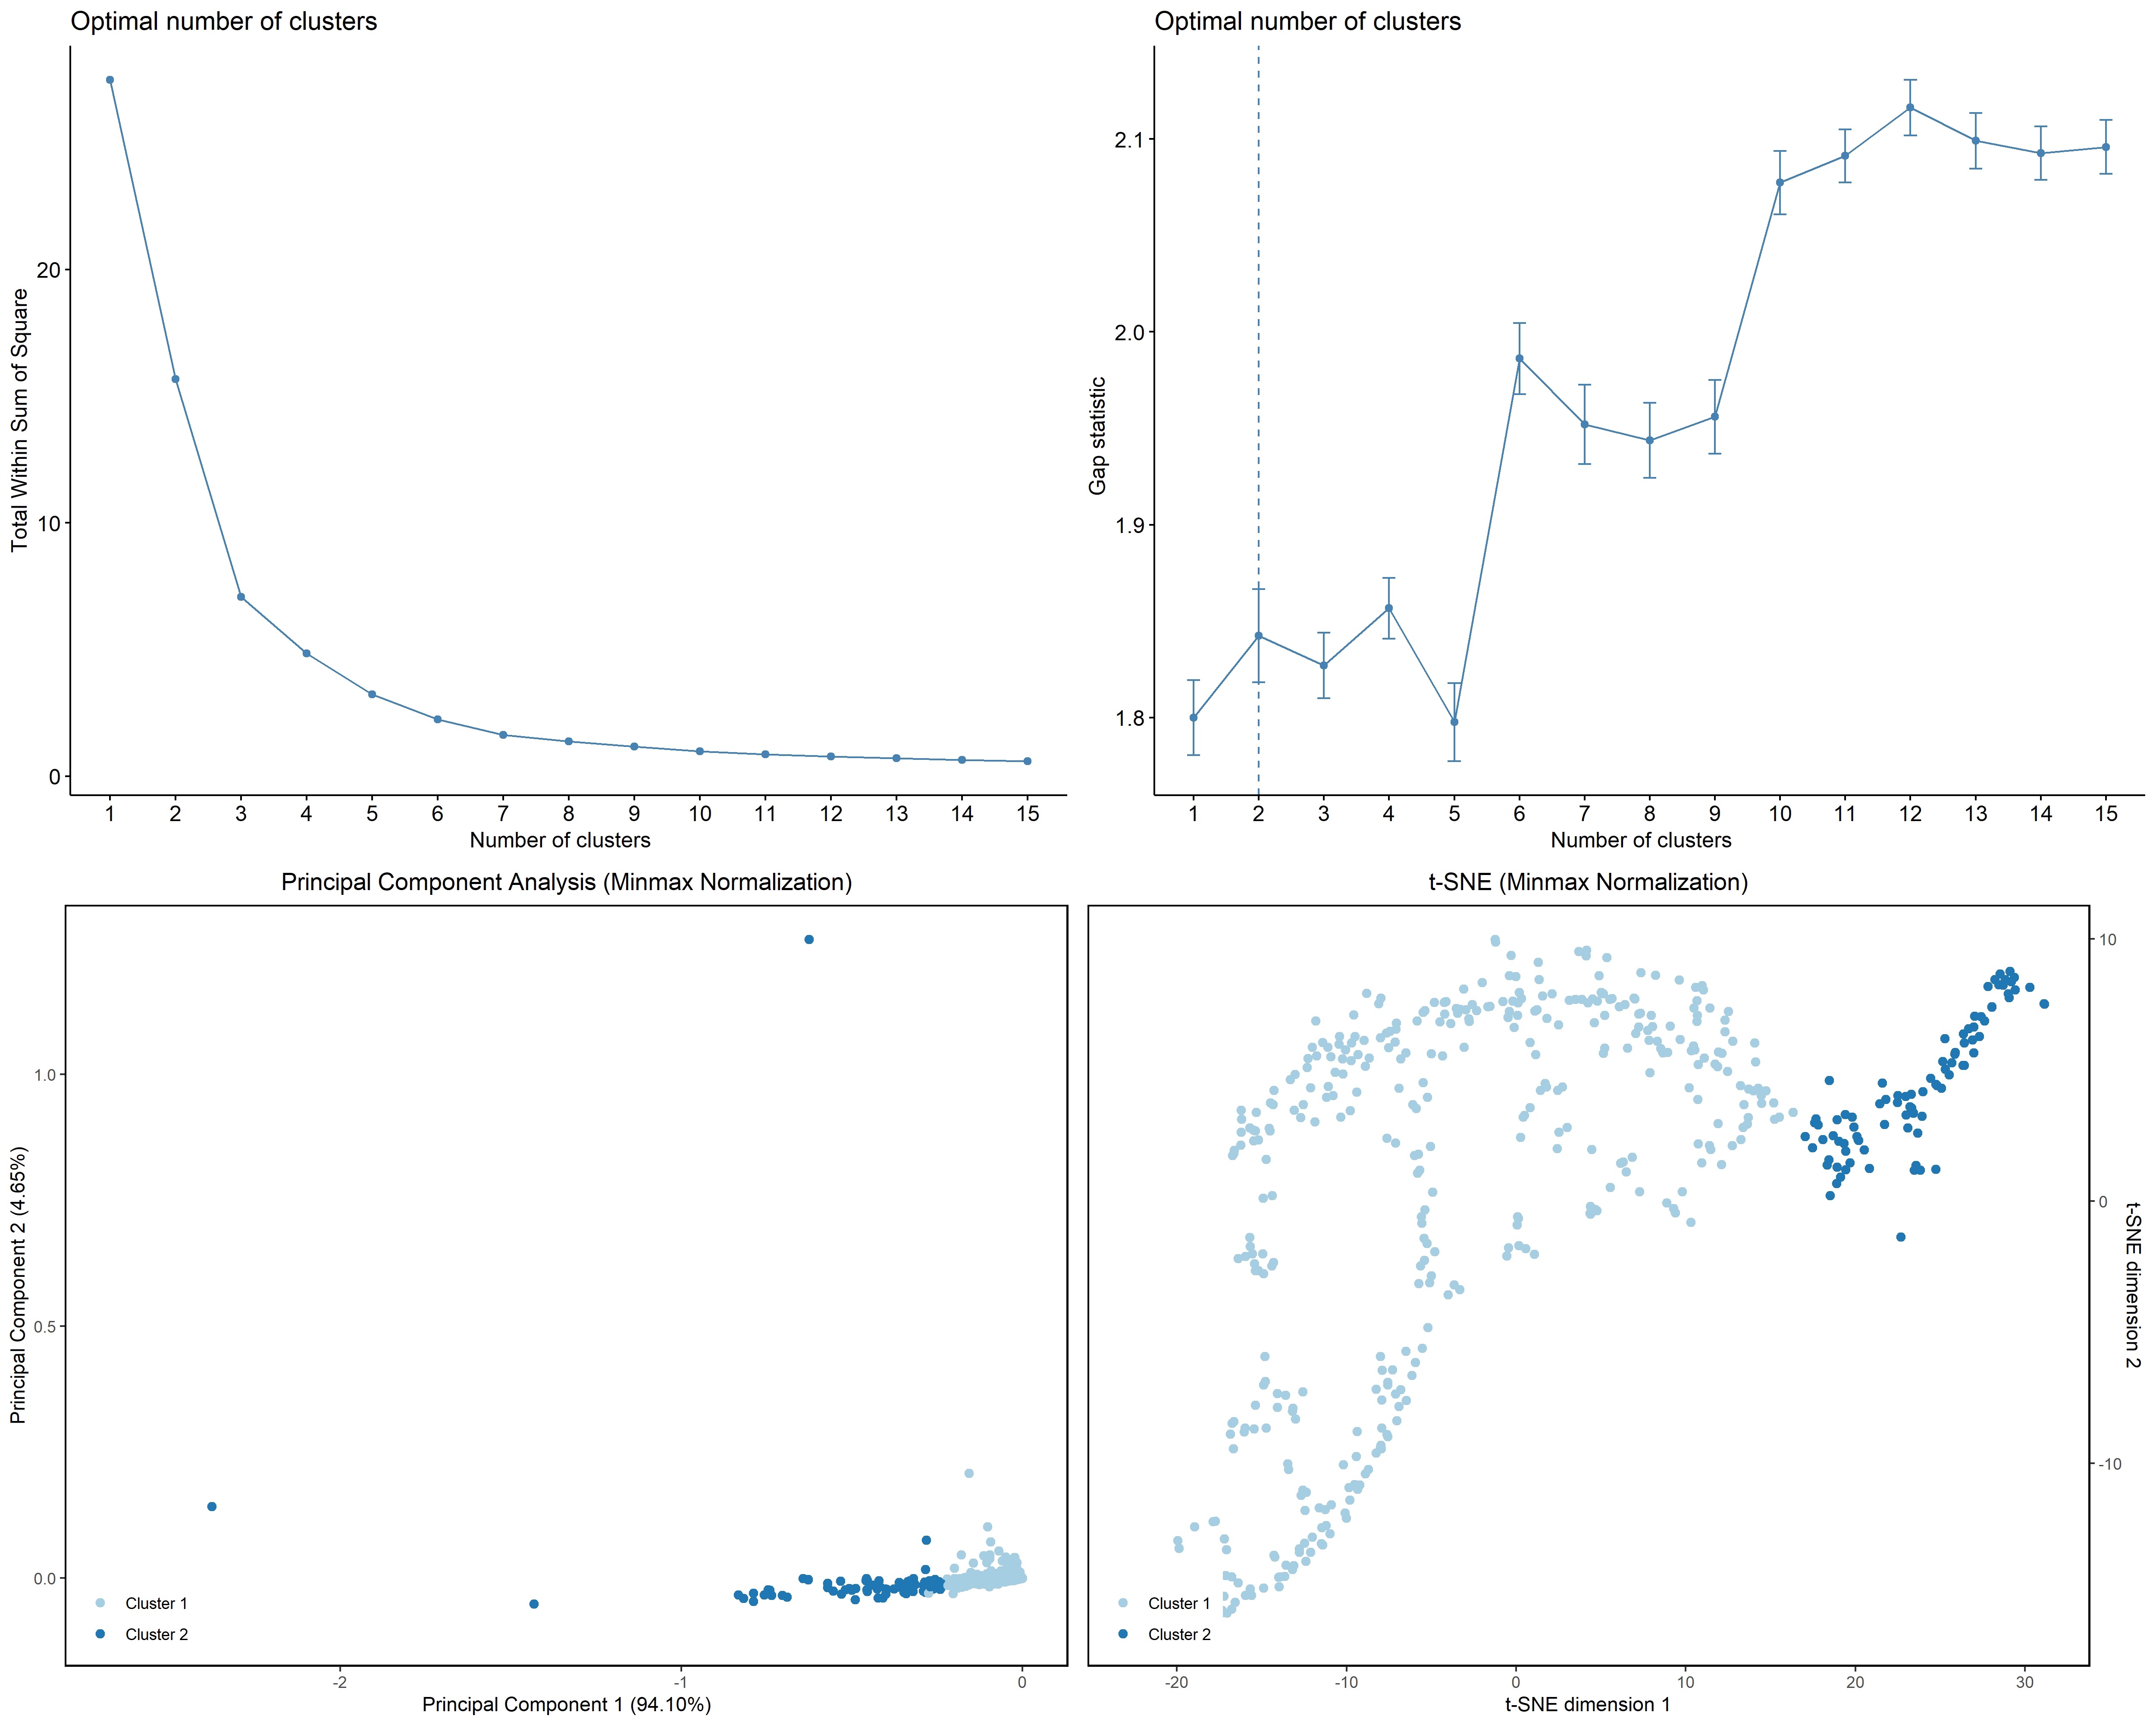 Optimal number of clusters
Total Within Sum of Square
20
10
0
1 2 3 4 5 6 7 8 9 10 11 12 13 14 15
Number of clusters
Optimal number of clusters
Gap statistic
2.1
2.0
1.9
1.8
1 2 3 4 5 6 7 8 9 10 11 12 13 14 15
Number of clusters
Principal Component Analysis (Minmax Normalization)
Principal Component 2 (4.65%)
1.0
0.5
0.0
Cluster 1
Cluster 2
-2 -1 0
Principal Component 1 (94.10%)
t-SNE (Minmax Normalization)
10
0
-10
t-SNE dimension 2
Cluster 1
Cluster 2
-20 -10 0 10 20 30
t-SNE dimension 1